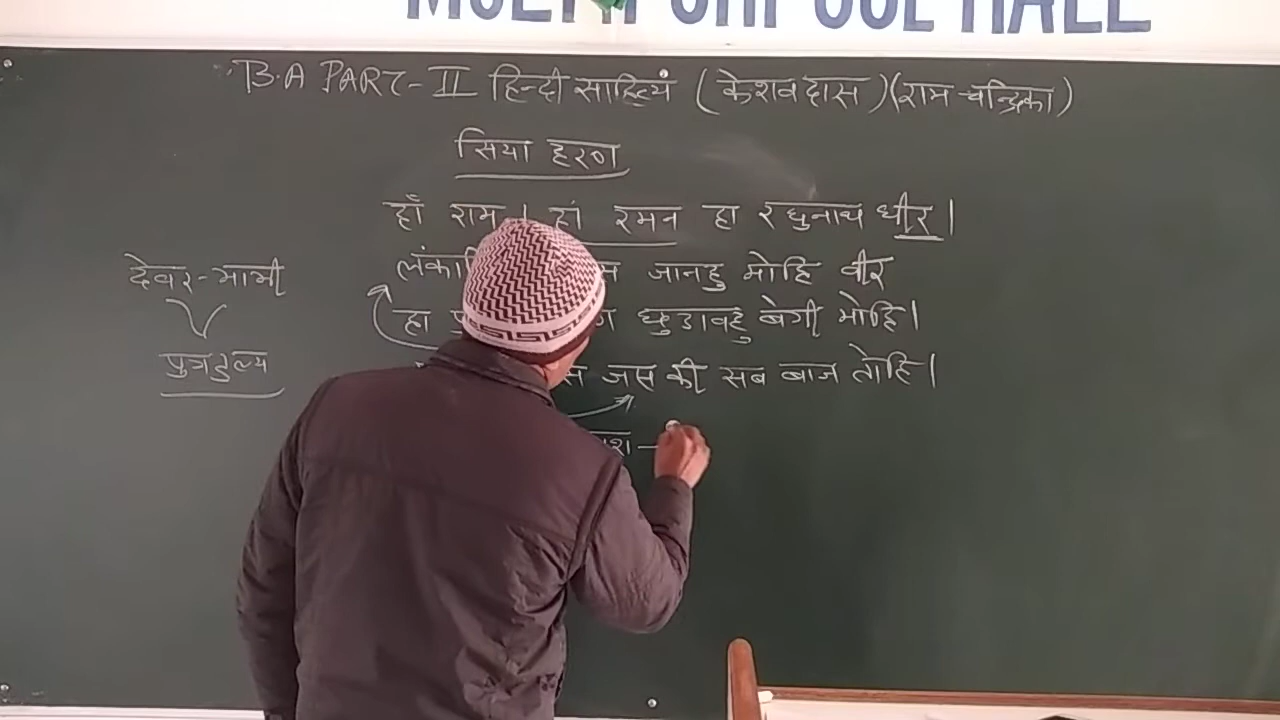 MULTIPURPOSE HALL
B.A PART-II हिन्दी साहित्य (केशवदास)(राम-चन्द्रिका)
सिया हरण
हाँ राम। हां रमन हा रघुनाथ धीर।
जानहु मोहि वीर
हा छुडावहु बेगी मोहि।
जस की सब बाज तोहि।
देवर-भाभी
पुत्रतुल्य